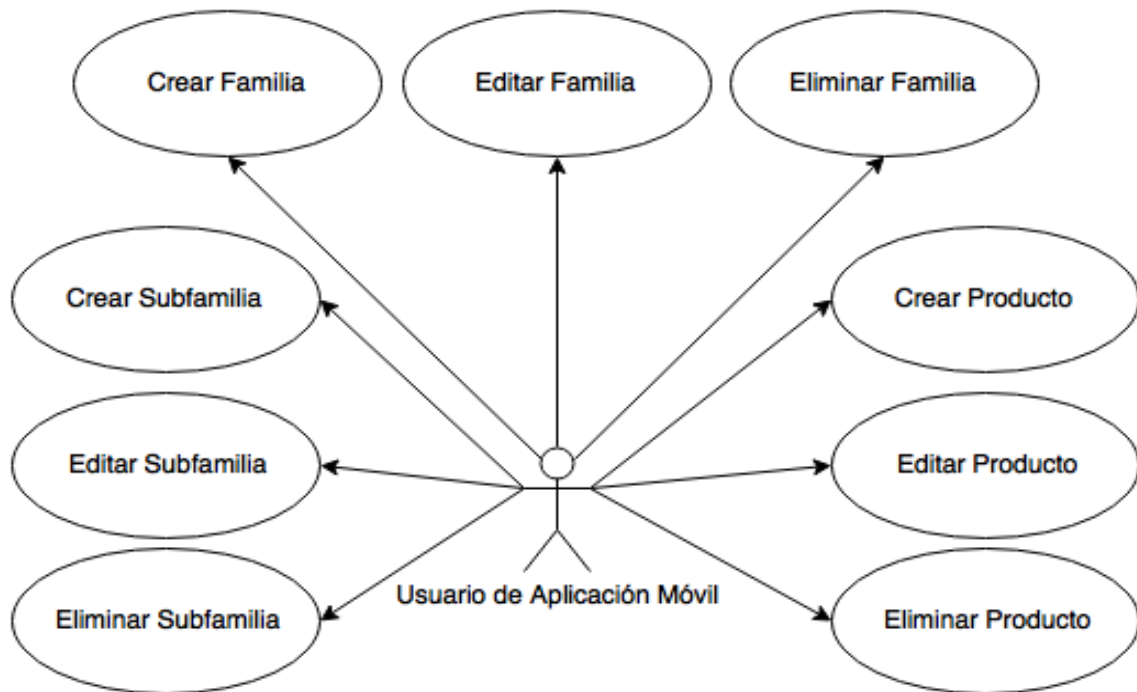 Crear Familia
Editar Familia
Eliminar Familia
Crear Subfamilia
Crear Producto
Editar Subfamilia
Editar Producto
Usuario de Aplicación Móvil
Eliminar Subfamilia
Eliminar Producto